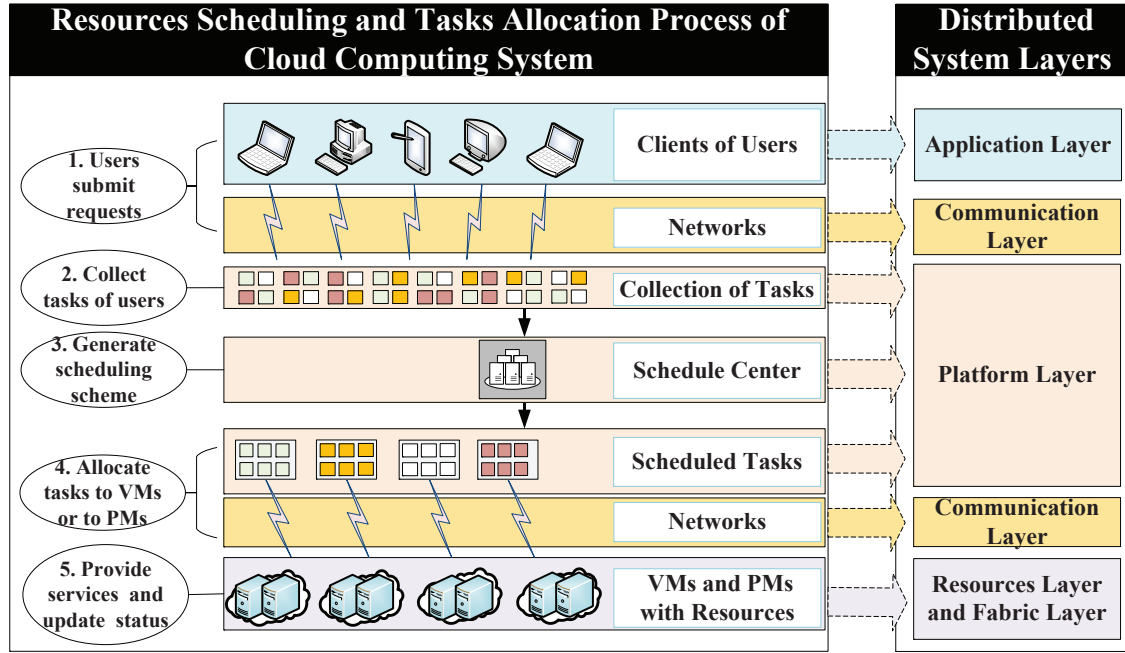 Resources Scheduling and Tasks Allocation Process of
Cloud Computing System
Distributed
System Layers
1. Users
submit
requests
Clients of Users
Application Layer
Networks
Communication
Layer
2. Collect
tasks of users
Collection of Tasks
3. Generate
scheduling
scheme
Schedule Center
Platform Layer
4. Allocate
tasks to VMs
or to PMs
Scheduled Tasks
Networks
Communication
Layer
5. Provide
services and
update status
VMs and PMs
with Resources
Resources Layer
and Fabric Layer